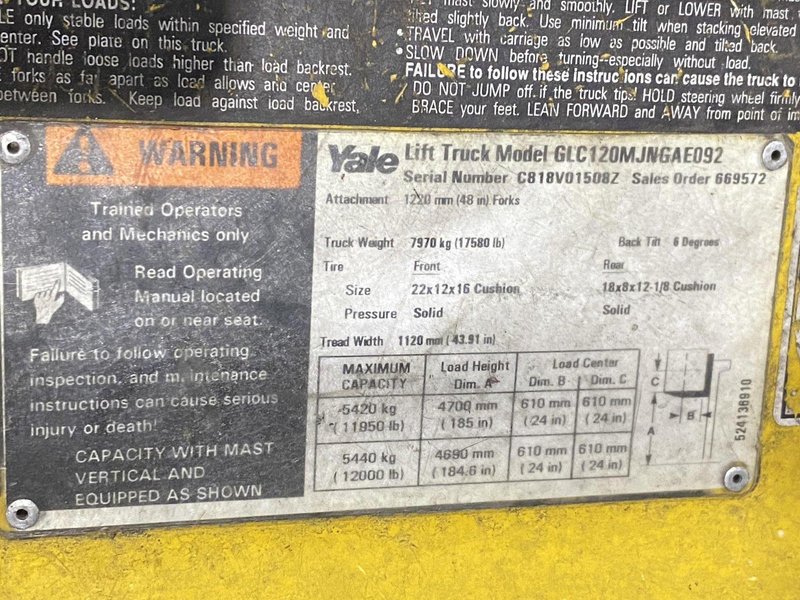 YOUR LOADS:
only stable loads within specified weight and
See plate on this truck.
handle loose loads higher than load backrest.
forks as far apart as load allows and center
between forks. Keep load against load backrest,
mast slowly and smoothly. LIFT or LOWER with mast
tilted slightly back. Use minimum tilt when stacking elevated
•TRAVEL with carriage as low as possible and tilted back.
•SLOW DOWN before turning-especially without load.
FAILURE to follow these instructions can cause the truck to
DO NOT JUMP off if the truck tips! HOLD steering wheel firmly
BRACE your feet. LEAN FORWARD and AWAY from point of
WARNING
Trained Operators
and Mechanics only
Read Operating
Manual located
on or near seat.
Failure to follow operating,
inspection, and maintenance
instructions can cause serious
injury or death!
CAPACITY WITH MAST
VERTICAL AND
EQUIPPED AS SHOWN
Yale Lift Truck Model GLC120MJNGAE092
Serial Number C818V01508Z Sales Order 669572
Attachment 1220 mm (48 in) Forks
Truck Weight 7970 kg (17580 lb) Back Tilt 6 Degrees
Tire Front Rear
Size 22x12x16 Cushion 18x8x12-1/8 Cushion
Pressure Solid Solid
Tread Width 1120 mm (43.91 in)
MAXIMUM CAPACITY Load Height Dim. A Load Center Dim. B Dim. C
5420 kg 4700 mm 610 mm 610 mm
(11950 lb) (185 in) (24 in) (24 in)
5440 kg 4690 mm 610 mm 610 mm
(12000 lb) (184.6 in) (24 in) (24 in)
C
B
A
524136910